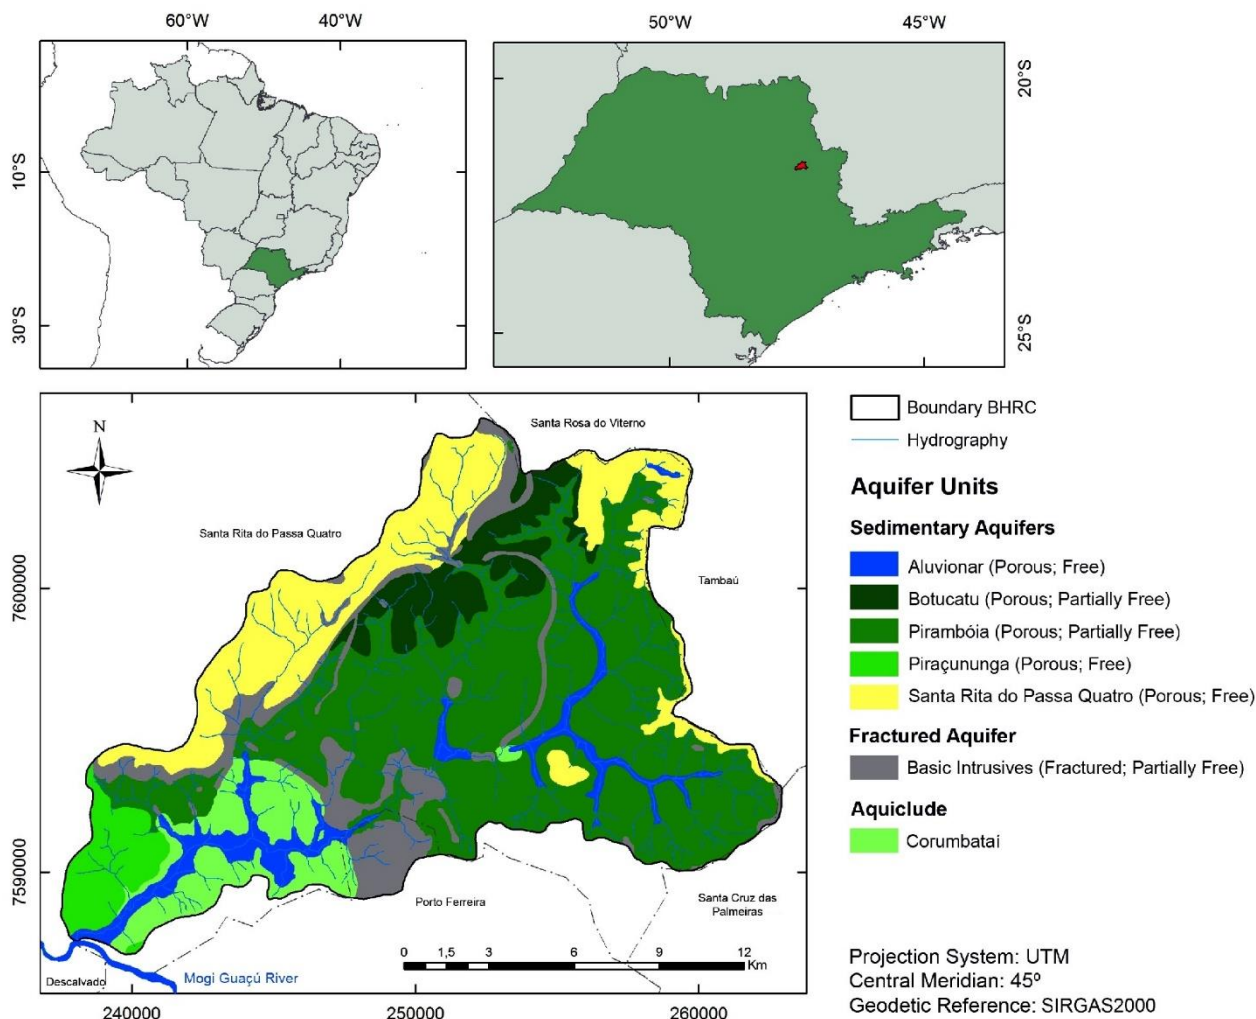 60°W
40°W
10°S
30°S
50°W
45°W
20°S
25°S
N
Santa Rosa do Viterno
Santa Rita do Passa Quatro
Tambaú
Porto Ferreira
Santa Cruz das
Palmeiras
Descalvado
Mogi Guaçú River
0 1,5 3 6 9 12
Km
7600000
7590000
240000
250000
260000
Boundary BHRC
Hydrography
Aquifer Units
Sedimentary Aquifers
Aluvionar (Porous; Free)
Botucatu (Porous; Partially Free)
Pirambóia (Porous; Partially Free)
Piraçununga (Porous; Free)
Santa Rita do Passa Quatro (Porous; Free)
Fractured Aquifer
Basic Intrusives (Fractured; Partially Free)
Aquiclude
Corumbataí
Projection System: UTM
Central Meridian: 45º
Geodetic Reference: SIRGAS2000